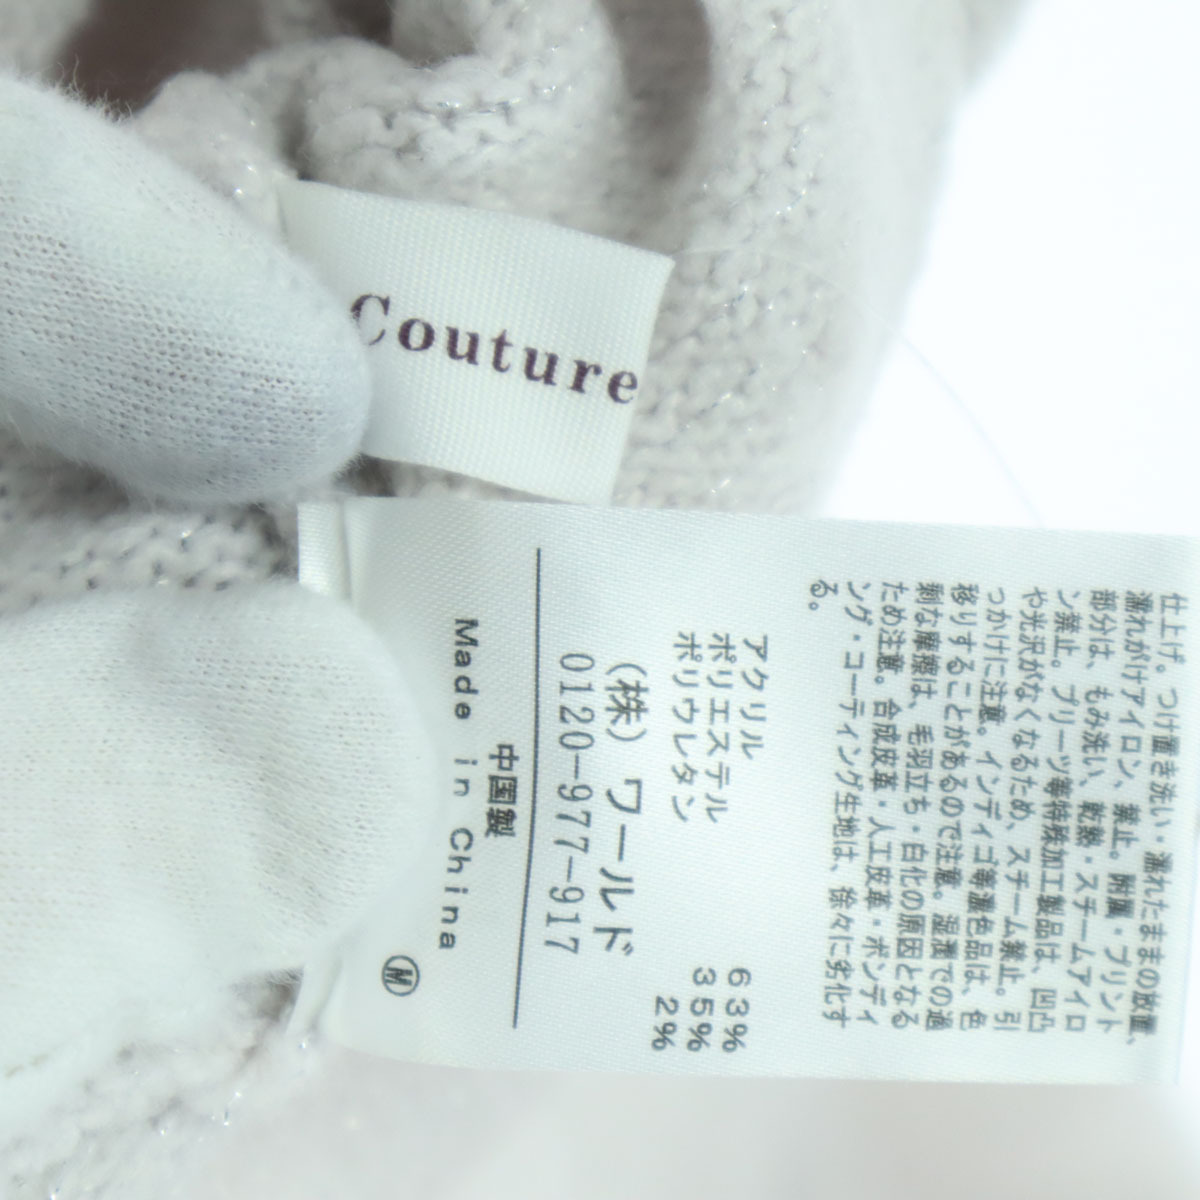 Couture
仕上げ。つけ置き洗い・濡れたままの放置、
濡れがけアイロン、禁止。附属・プリント
部分は、もみ洗い、乾熱・スチームアイロ
ン禁止。プリーツ等特殊加工製品は、凹凸
や光沢がなくなるため、スチーム禁止。引
っかけに注意。インディゴ等濃色品は、色
移りすることがあるので注意。湿潤での過
剰な摩擦は、毛羽立ち・白化の原因となる
ため注意。合成皮革・人工皮革・ボンディ
ング・コーティング生地は、徐々に劣化す
る。
アクリル 63%
ポリエステル 35%
ポリウレタン 2%
(株)ワールド
0120-977-917
中国製
Made in China
M